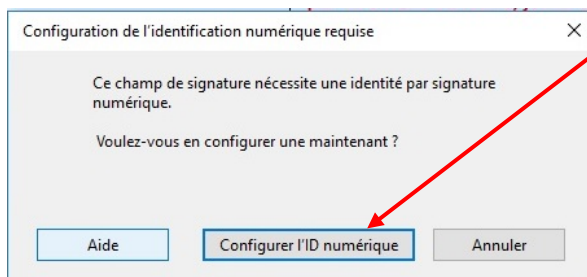 Configuration de l'identification numérique requise
Ce champ de signature nécessite une identité par signature
numérique.
Voulez-vous en configurer une maintenant ?
Aide Configurer l'ID numérique Annuler